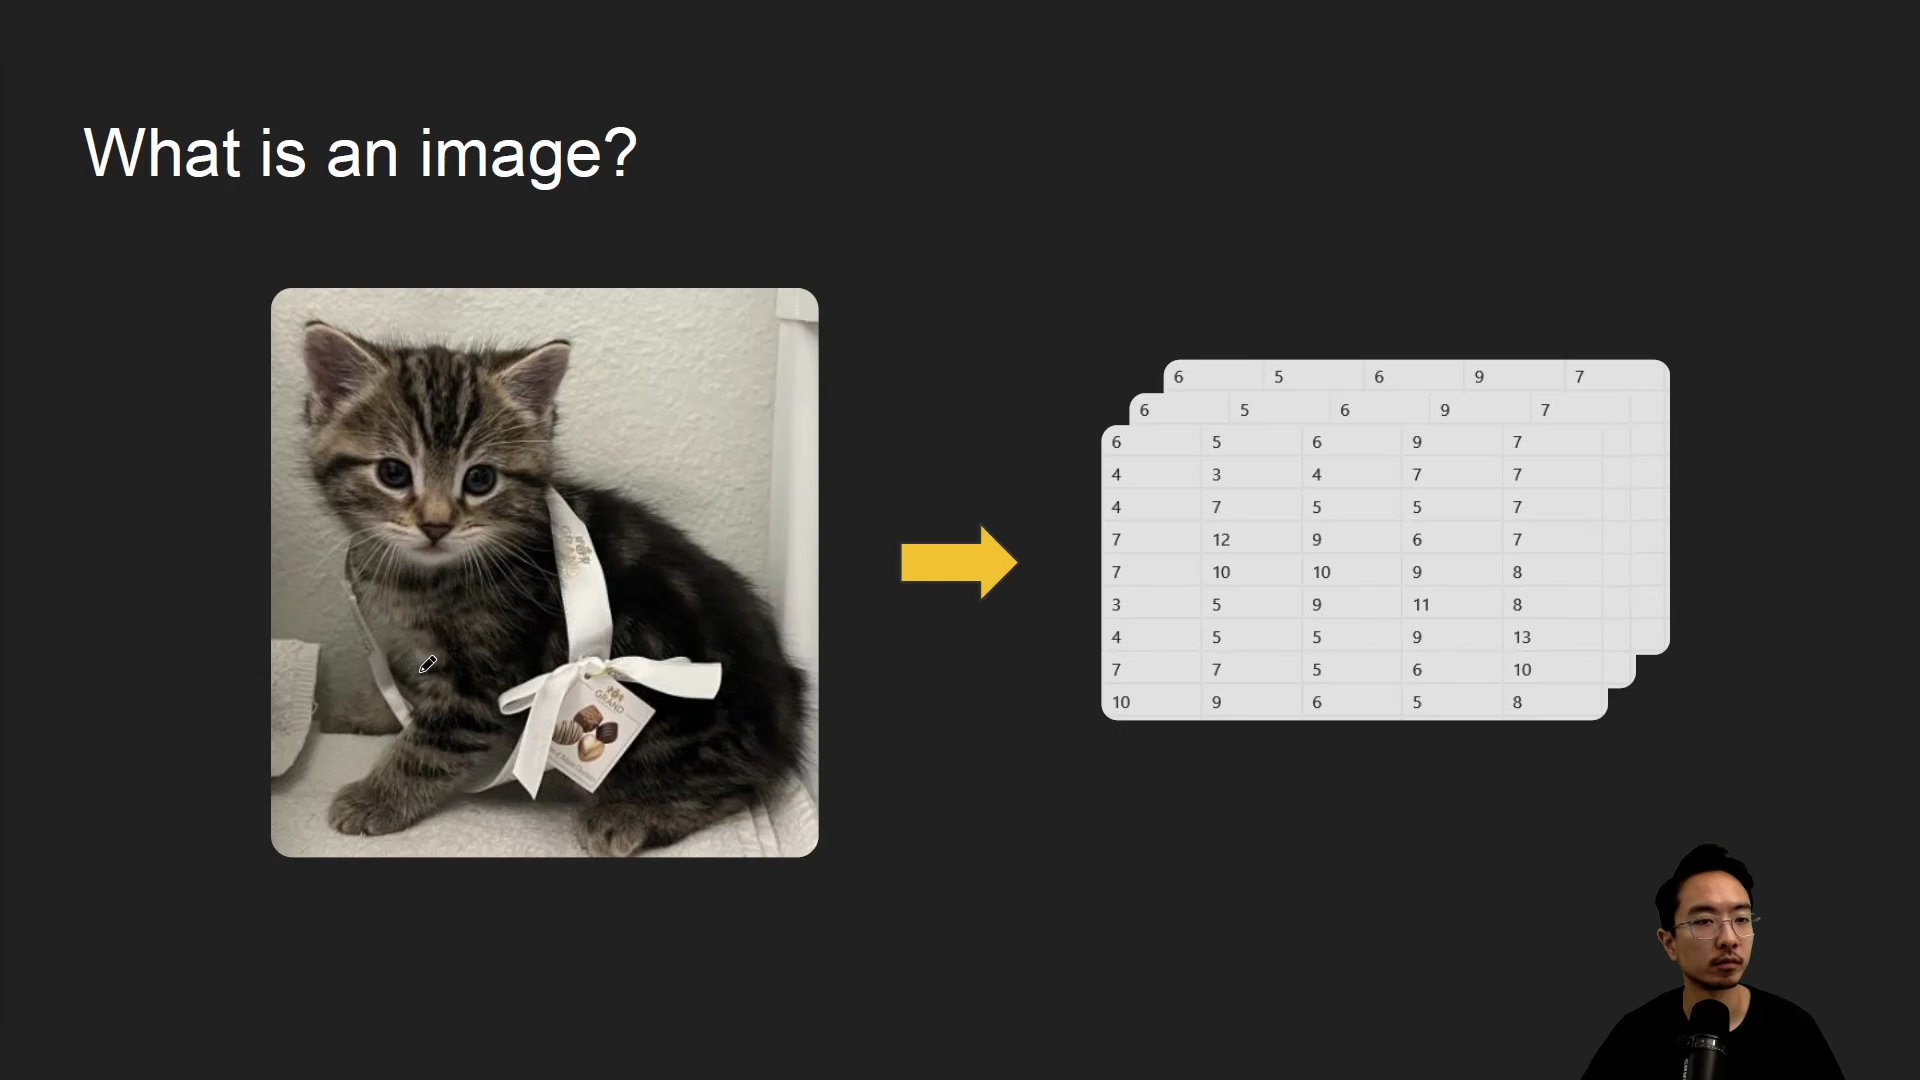 What is an image?
6 5 6 9 7
6 5 6 9 7
6 5 6 9 7
4 3 4 7 7
4 7 5 5 7
7 12 9 6 7
7 10 10 9 8
3 5 9 11 8
4 5 5 9 13
7 7 5 6 10
10 9 6 5 8
GRAND
GRAND